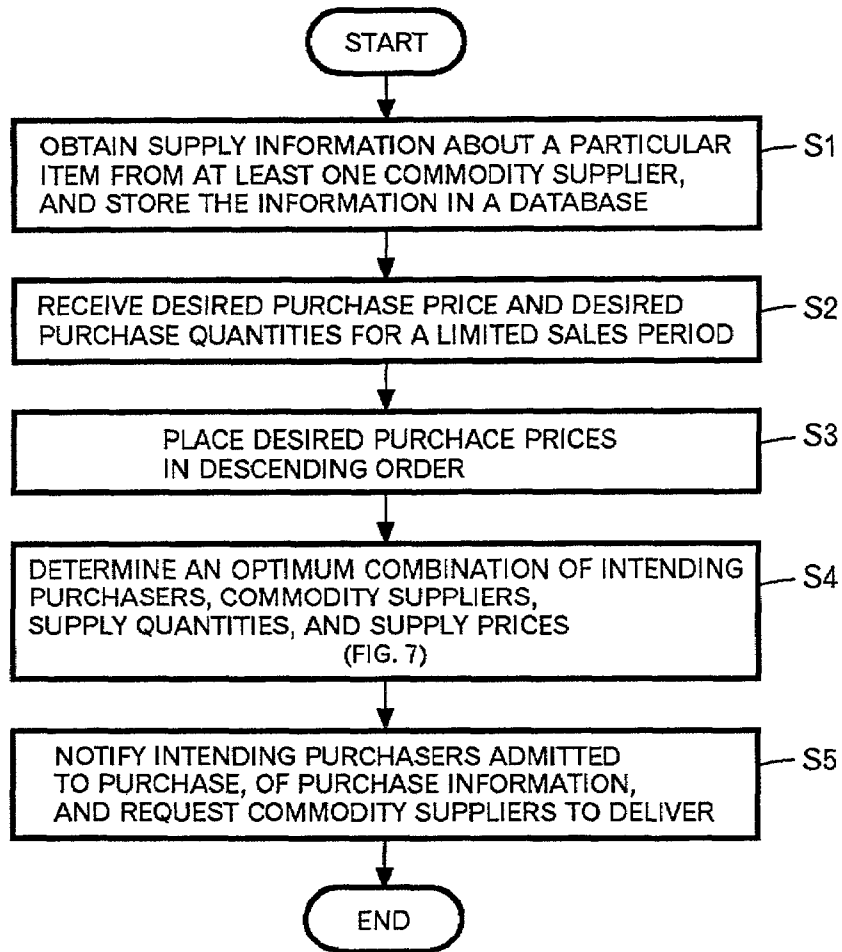 START
OBTAIN SUPPLY INFORMATION ABOUT A PARTICULAR
ITEM FROM AT LEAST ONE COMMODITY SUPPLIER,
AND STORE THE INFORMATION IN A DATABASE
S1
RECEIVE DESIRED PURCHASE PRICE AND DESIRED
PURCHASE QUANTITIES FOR A LIMITED SALES PERIOD
S2
PLACE DESIRED PURCHACE PRICES
IN DESCENDING ORDER
S3
DETERMINE AN OPTIMUM COMBINATION OF INTENDING
PURCHASERS, COMMODITY SUPPLIERS,
SUPPLY QUANTITIES, AND SUPPLY PRICES
(FIG. 7)
S4
NOTIFY INTENDING PURCHASERS ADMITTED
TO PURCHASE, OF PURCHASE INFORMATION,
AND REQUEST COMMODITY SUPPLIERS TO DELIVER
S5
END